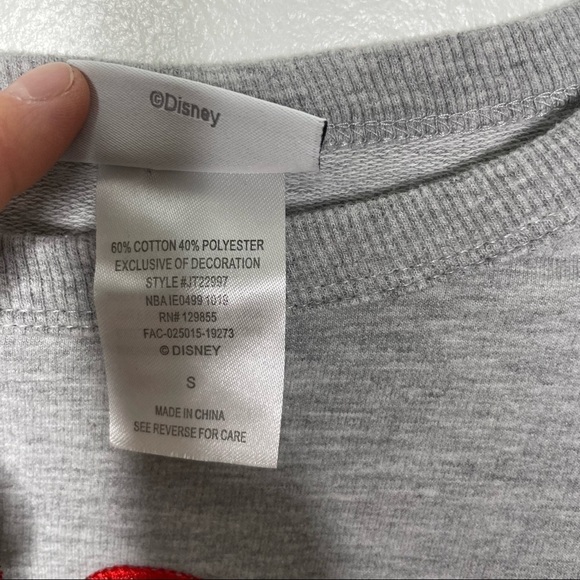 ©Disney
60% COTTON 40% POLYESTER
EXCLUSIVE OF DECORATION
STYLE #JT22997
NBA IE0499 1019
RN# 129855
FAC-025015-19273
© DISNEY
S
MADE IN CHINA
SEE REVERSE FOR CARE